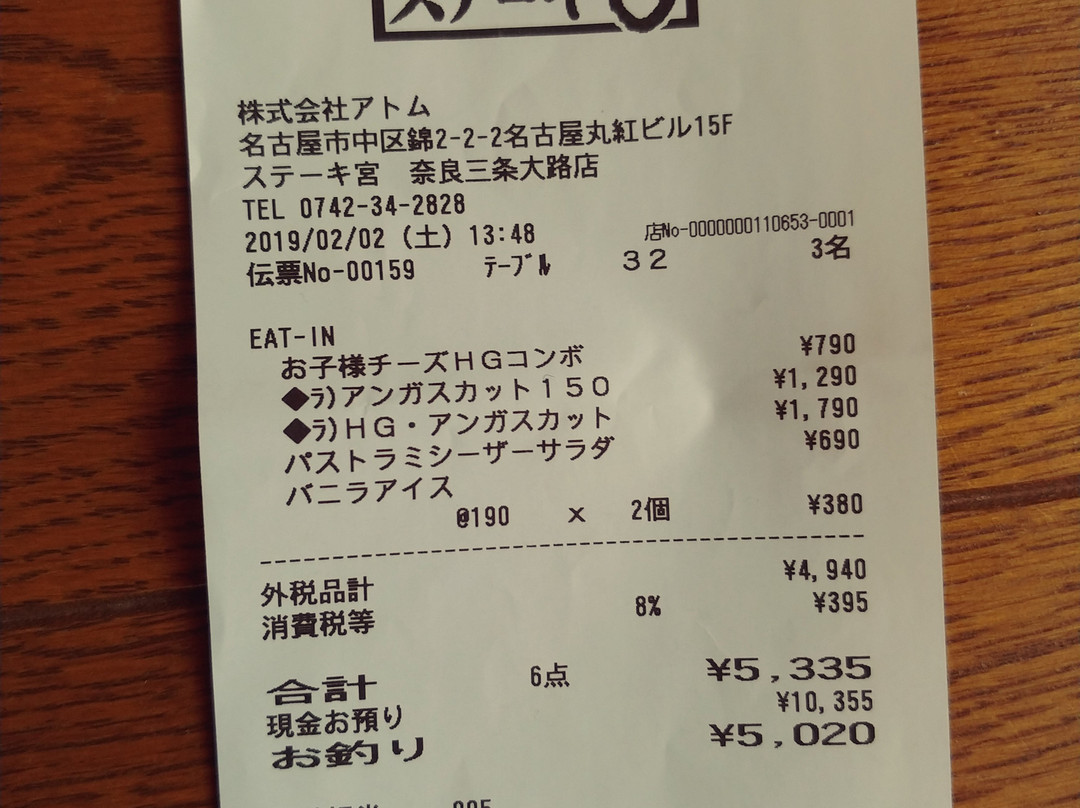 ステーキ
株式会社アトム
名古屋市中区錦2-2-2名古屋丸紅ビル15F
ステーキ宮 奈良三条大路店
TEL 0742-34-2828
2019/02/02 (土) 13:48 店No-0000000110653-0001
伝票No-00159 ﾃｰﾌﾞﾙ 32 3名
EAT-IN
お子様チーズHGコンボ ¥790
◆ﾗ)アンガスカット150 ¥1,290
◆ﾗ)HG・アンガスカット ¥1,790
パストラミシーザーサラダ ¥690
バニラアイス
@190 × 2個 ¥380
外税品計 ¥4,940
消費税等 8% ¥395
合計 6点 ¥5,335
現金お預り ¥10,355
お釣り ¥5,020